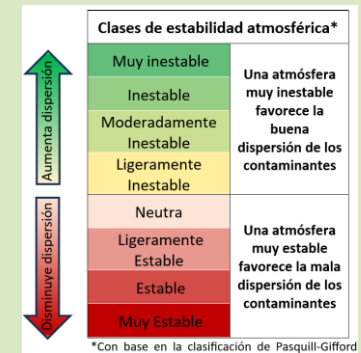 Clases de estabilidad atmosférica*
Aumenta dispersión
Muy inestable
Inestable
Moderadamente
Inestable
Ligeramente
Inestable
Una atmósfera
muy inestable
favorece la
buena
dispersión de los
contaminantes
Disminuye dispersión
Neutra
Ligeramente
Estable
Estable
Muy Estable
Una atmósfera
muy estable
favorece la mala
dispersión de los
contaminantes
*Con base en la clasificación de Pasquill-Gifford